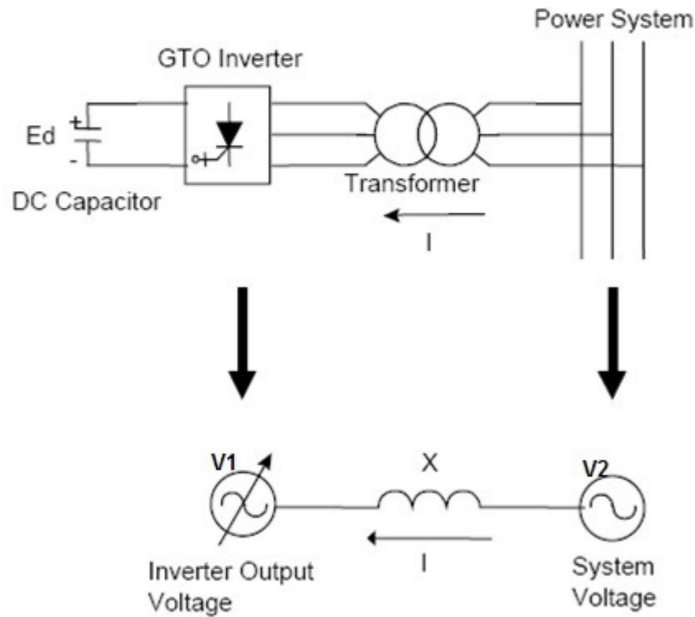 Power System
GTO Inverter
Ed
+
-
DC Capacitor
Transformer
I
V1
X
V2
I
Inverter Output
Voltage
System
Voltage